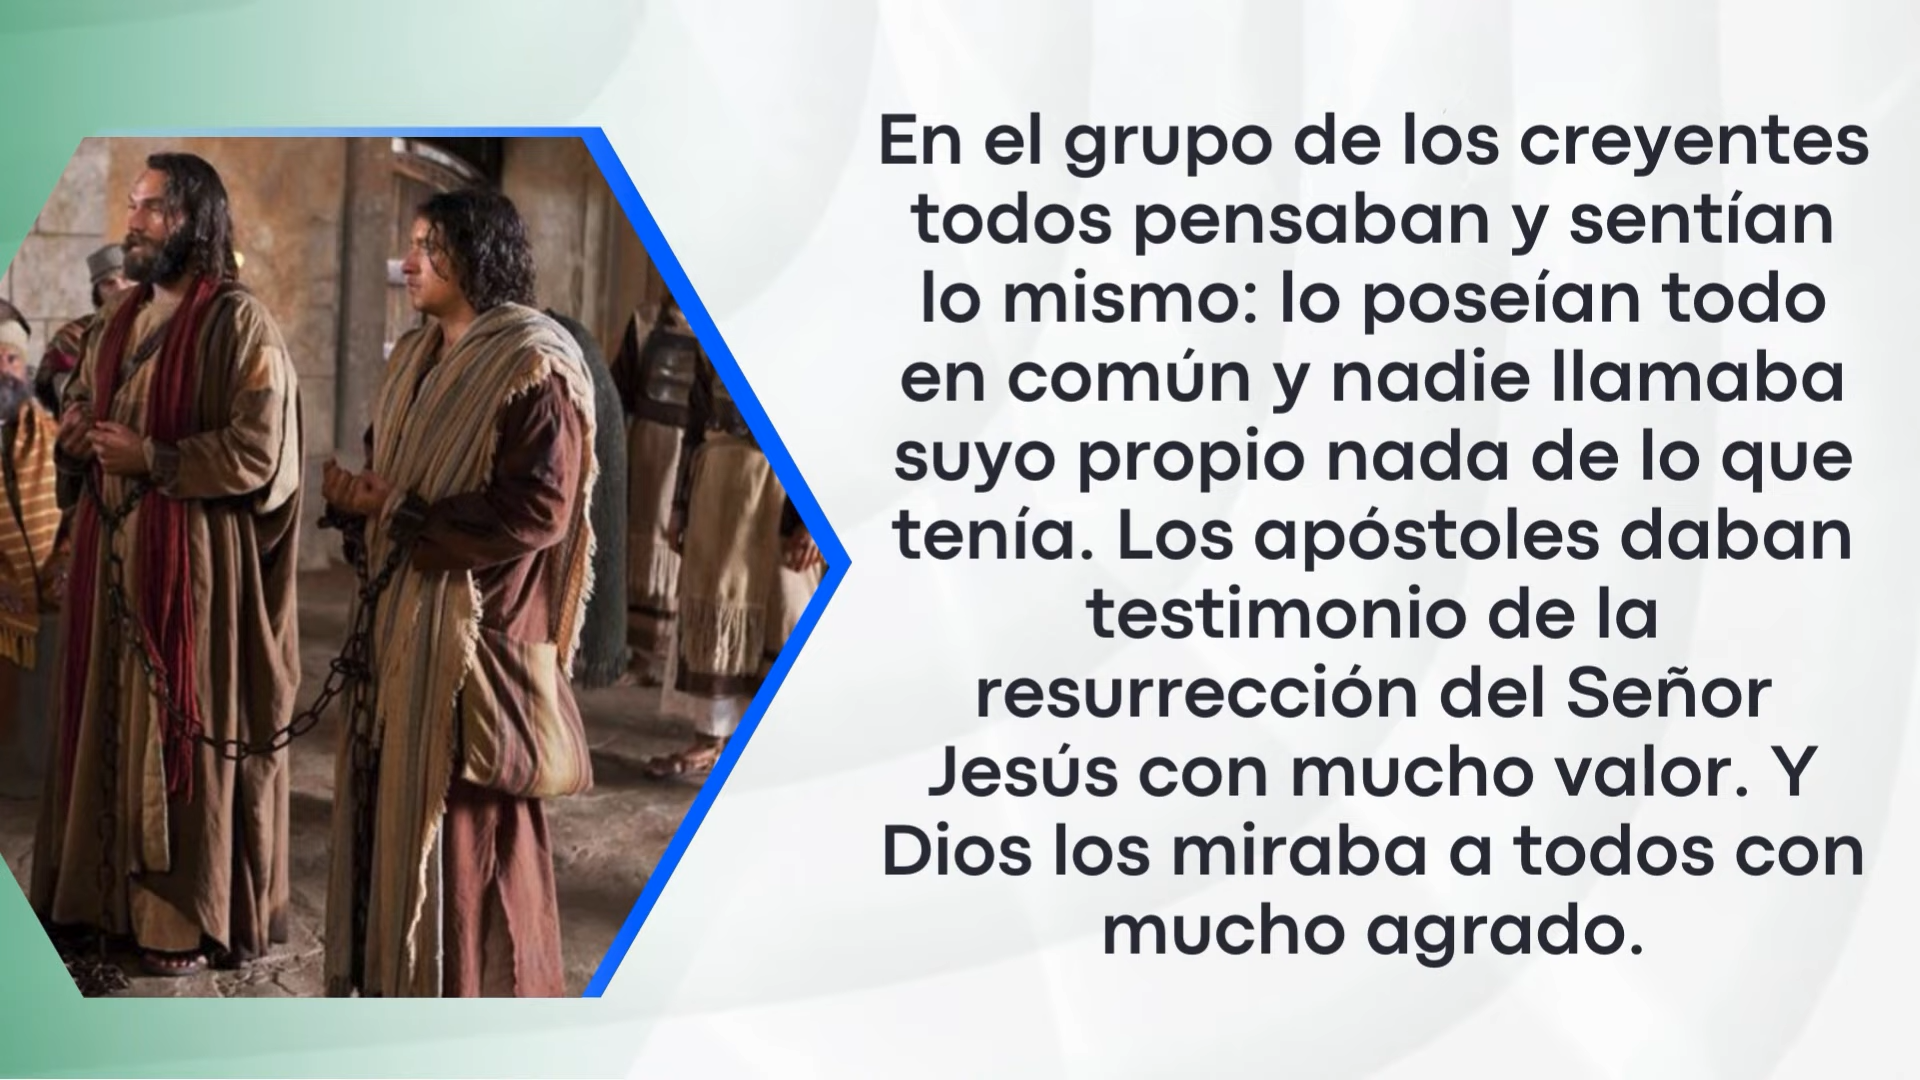 En el grupo de los creyentes
todos pensaban y sentían
lo mismo: lo poseían todo
en común y nadie llamaba
suyo propio nada de lo que
tenía. Los apóstoles daban
testimonio de la
resurrección del Señor
Jesús con mucho valor. Y
Dios los miraba a todos con
mucho agrado.